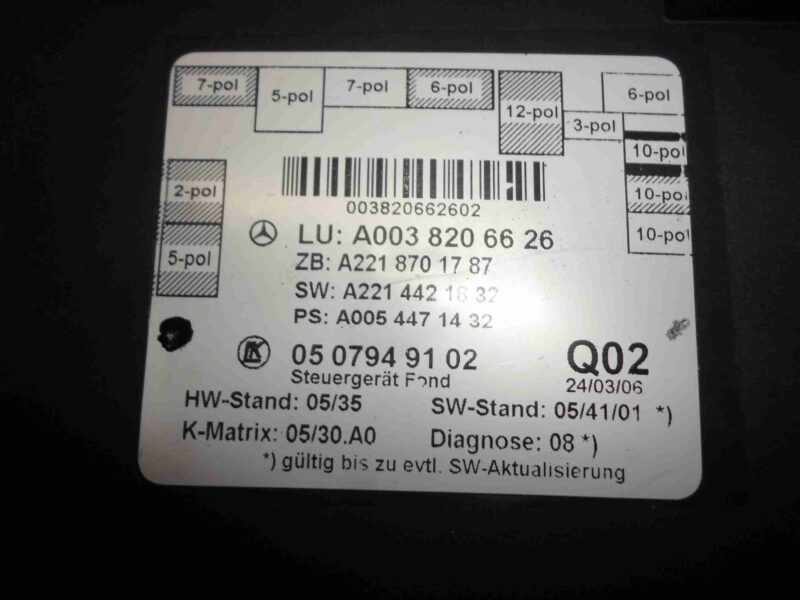 7-pol
5-pol
7-pol
6-pol
12-pol
3-pol
6-pol
10-pol
10-pol
10-pol
2-pol
5-pol
003820662602
LU: A003 820 66 26
ZB: A221 870 17 87
SW: A221 442 18 32
PS: A005 447 14 32
05 0794 91 02
Q02
Steuergerät Fond
24/03/06
HW-Stand: 05/35
SW-Stand: 05/41/01 *)
K-Matrix: 05/30.A0
Diagnose: 08 *)
*) gültig bis zu evtl. SW-Aktualisierung